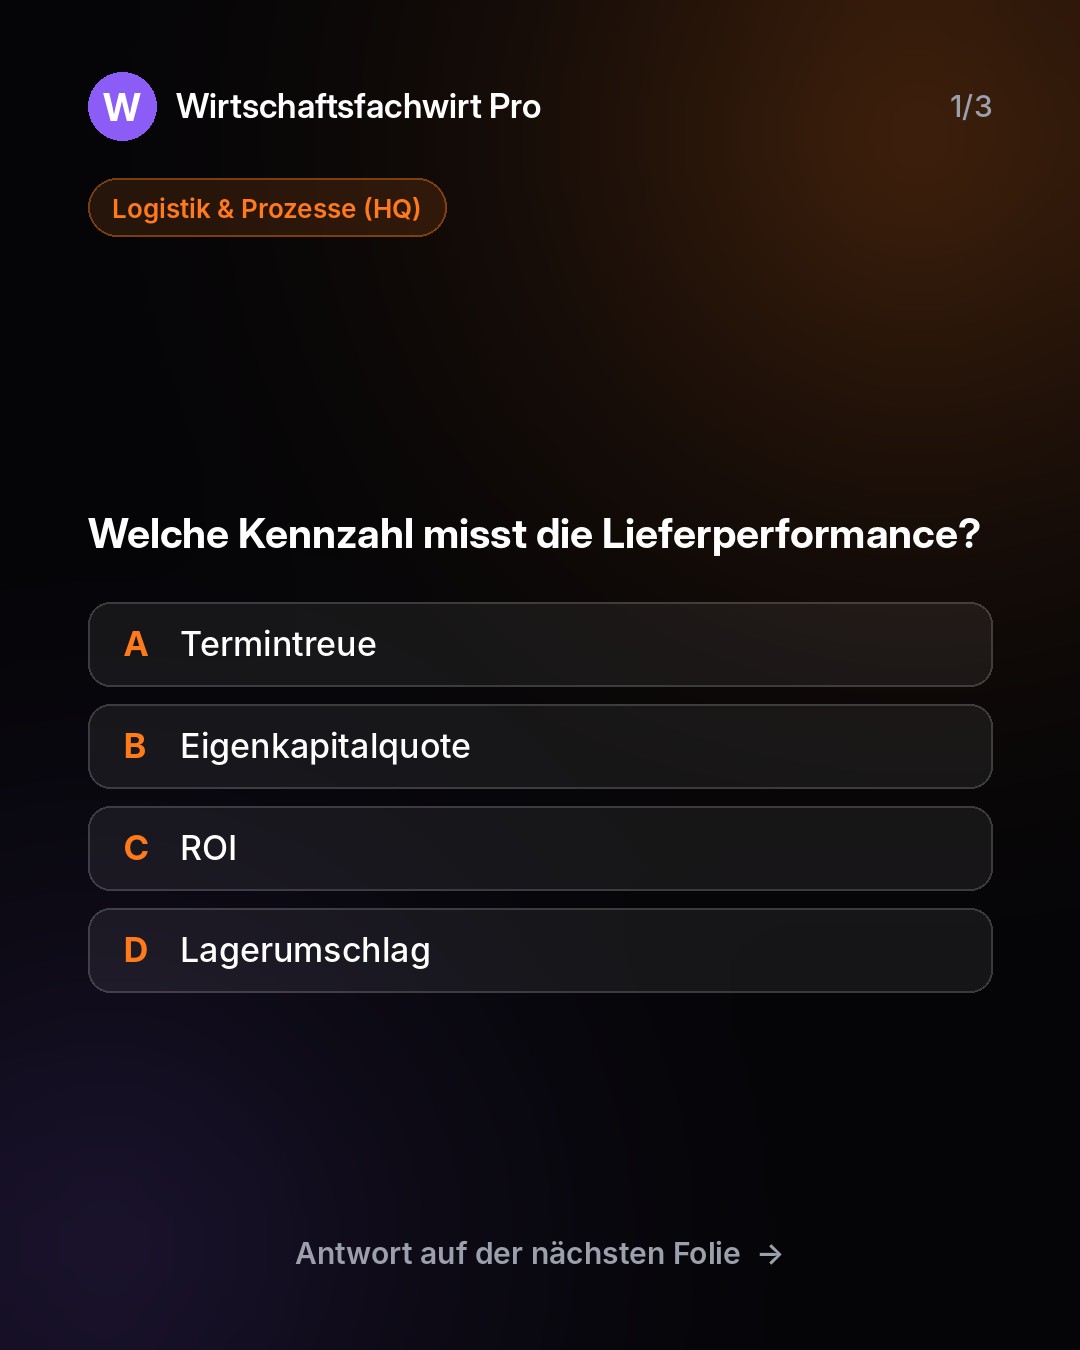 W Wirtschaftsfachwirt Pro 1/3
Logistik & Prozesse (HQ)
Welche Kennzahl misst die Lieferperformance?
A Termintreue
B Eigenkapitalquote
C ROI
D Lagerumschlag
Antwort auf der nächsten Folie →